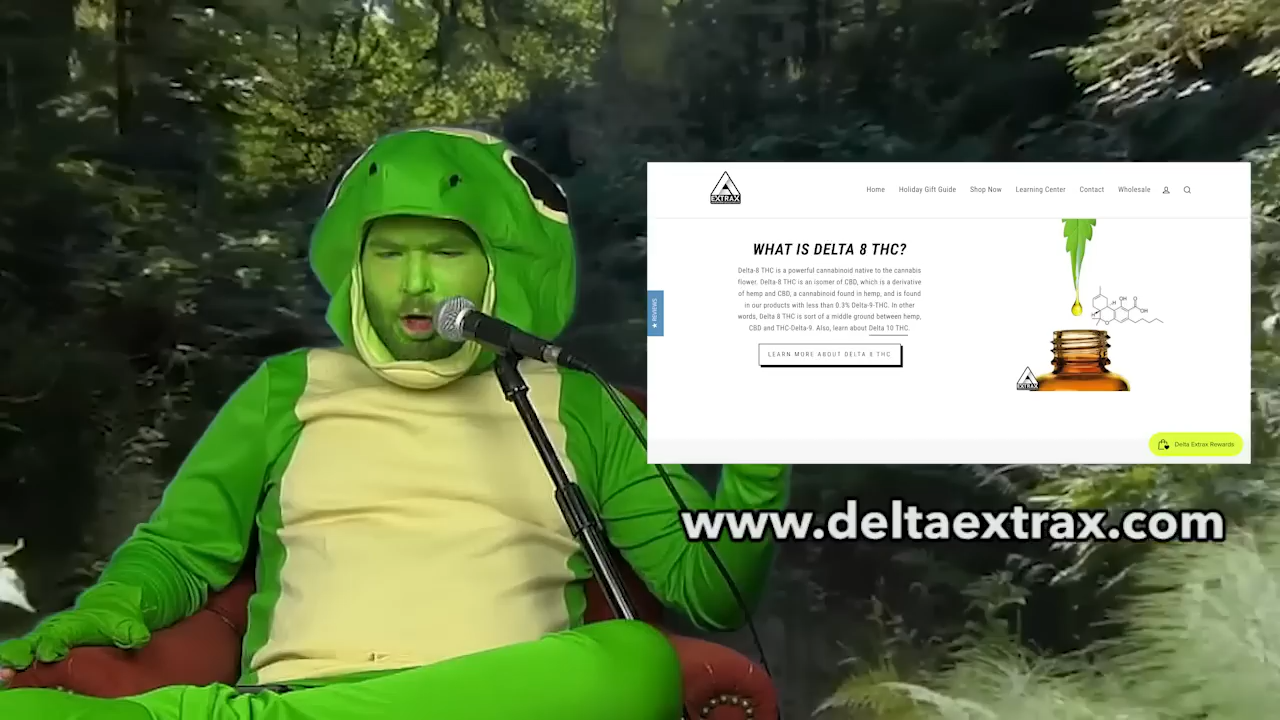 EXTRAX
Home Holiday Gift Guide Shop Now Learning Center Contact Wholesale
WHAT IS DELTA 8 THC?
Delta-8 THC is a powerful cannabinoid native to the cannabis
flower. Delta-8 THC is an isomer of CBD, which is a derivative
of hemp and CBD, a cannabinoid found in hemp, and is found
in our products with less than 0.3% Delta-9-THC. In other
words, Delta 8 THC is sort of a middle ground between hemp,
CBD and THC-Delta-9. Also, learn about Delta 10 THC.
LEARN MORE ABOUT DELTA 8 THC
★ REVIEWS
OH
O
OH
H
H
O
EXTRAX
Delta Extrax Rewards
www.deltaextrax.com